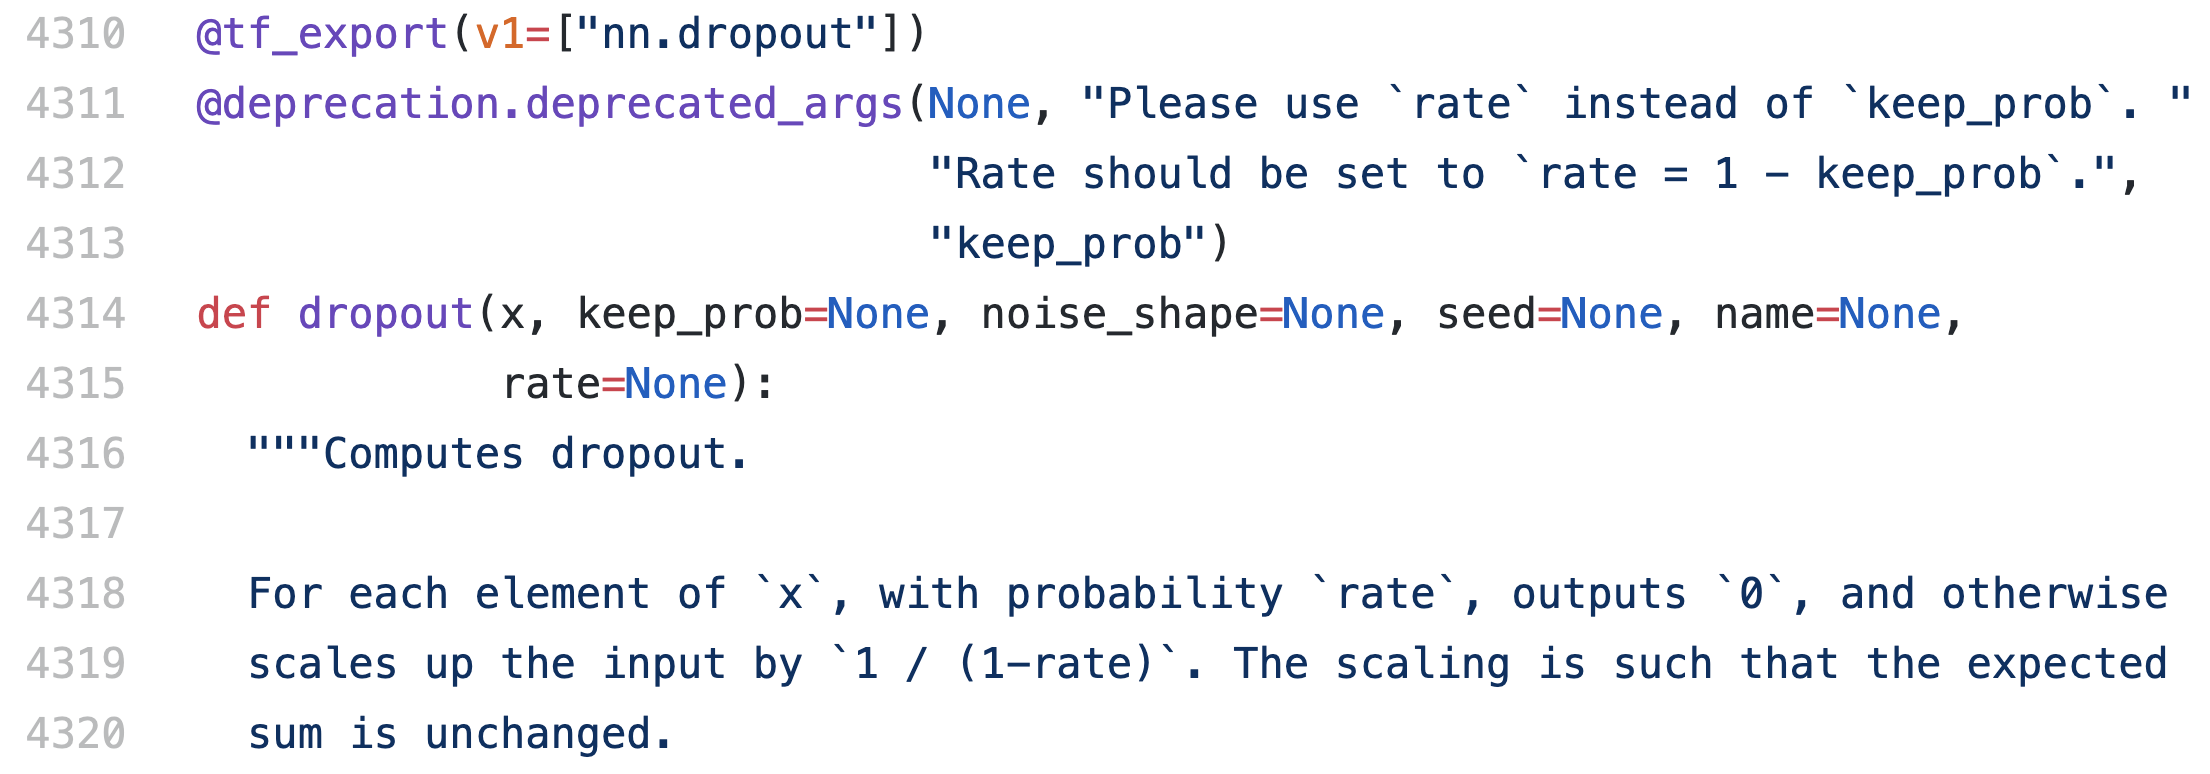 4310 @tf_export(v1=["nn.dropout"])
4311 @deprecation.deprecated_args(None, "Please use `rate` instead of `keep_prob`. "
4312                              "Rate should be set to `rate = 1 - keep_prob`.",
4313                              "keep_prob")
4314 def dropout(x, keep_prob=None, noise_shape=None, seed=None, name=None,
4315             rate=None):
4316   """Computes dropout.
4317
4318   For each element of `x`, with probability `rate`, outputs `0`, and otherwise
4319   scales up the input by `1 / (1-rate)`. The scaling is such that the expected
4320   sum is unchanged.